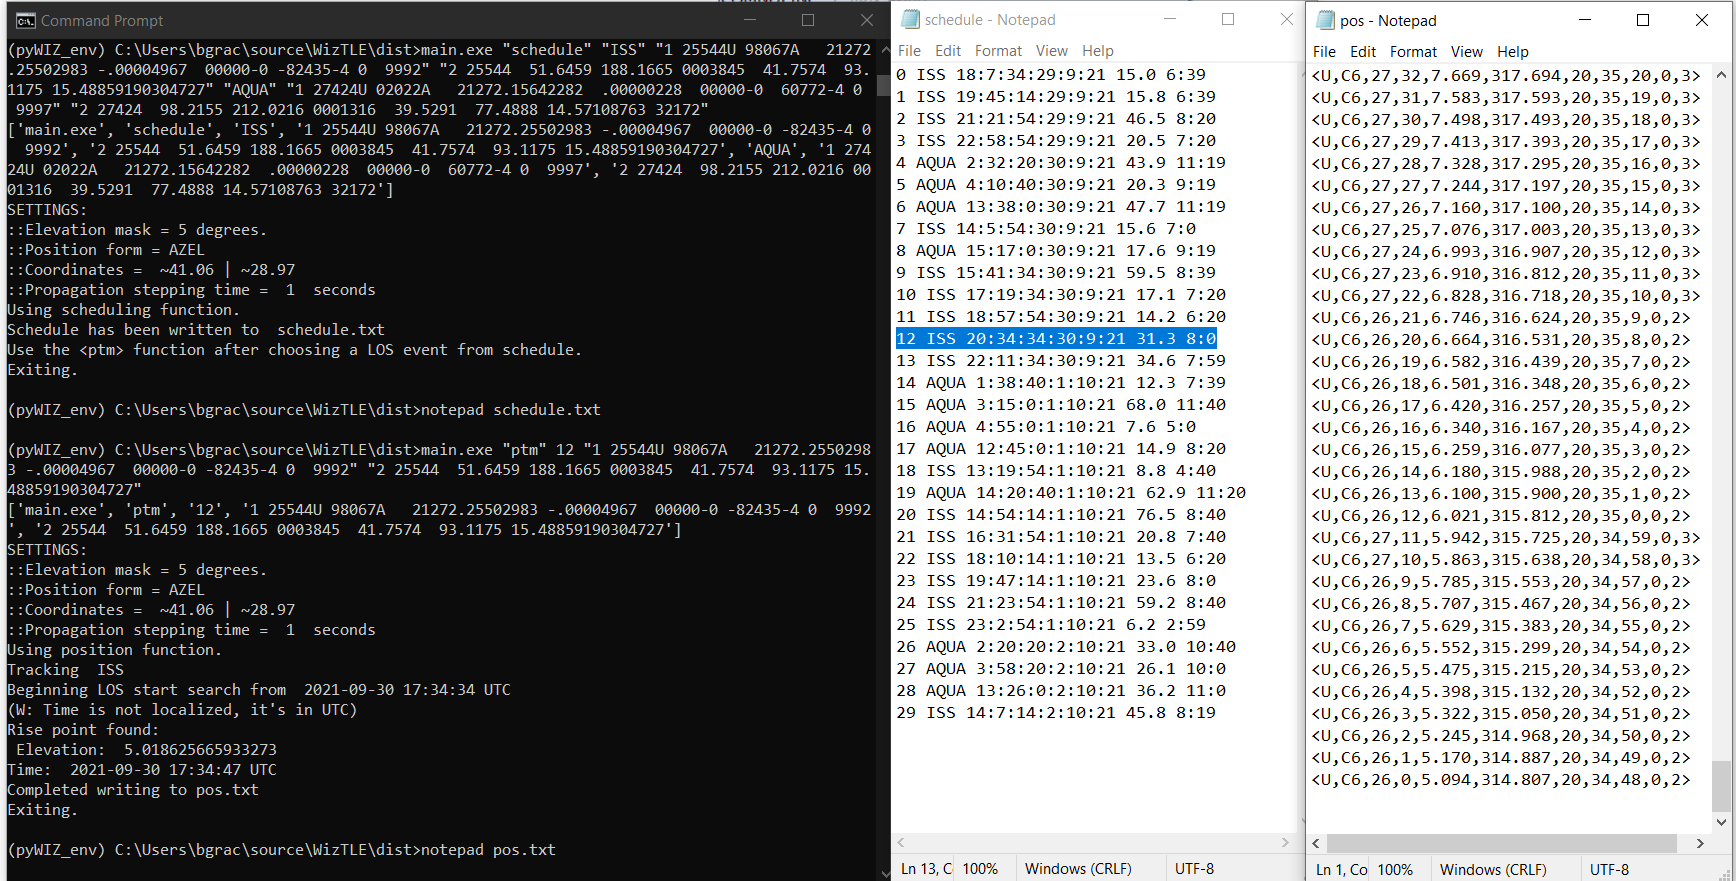 Command Prompt
(pyWIZ_env) C:\Users\bgrac\source\WizTLE\dist>main.exe "schedule" "ISS" "1 25544U 98067A   21272
.25502983 -.00004967  00000-0 -82435-4 0  9992" "2 25544  51.6459 188.1665 0003845  41.7574  93.
1175 15.48859190304727" "AQUA" "1 27424U 02022A   21272.15642282  .00000228  00000-0  60772-4 0
 9997" "2 27424  98.2155 212.0216 0001316  39.5291  77.4888 14.57108763 32172"
['main.exe', 'schedule', 'ISS', '1 25544U 98067A   21272.25502983 -.00004967  00000-0 -82435-4 0
  9992', '2 25544  51.6459 188.1665 0003845  41.7574  93.1175 15.48859190304727', 'AQUA', '1 274
24U 02022A   21272.15642282  .00000228  00000-0  60772-4 0  9997', '2 27424  98.2155 212.0216 00
01316  39.5291  77.4888 14.57108763 32172']
SETTINGS:
::Elevation mask = 5 degrees.
::Position form = AZEL
::Coordinates =  ~41.06 | ~28.97
::Propagation stepping time =  1  seconds
Using scheduling function.
Schedule has been written to  schedule.txt
Use the <ptm> function after choosing a LOS event from schedule.
Exiting.
(pyWIZ_env) C:\Users\bgrac\source\WizTLE\dist>notepad schedule.txt
(pyWIZ_env) C:\Users\bgrac\source\WizTLE\dist>main.exe "ptm" 12 "1 25544U 98067A   21272.2550298
3 -.00004967  00000-0 -82435-4 0  9992" "2 25544  51.6459 188.1665 0003845  41.7574  93.1175 15.
48859190304727"
['main.exe', 'ptm', '12', '1 25544U 98067A   21272.25502983 -.00004967  00000-0 -82435-4 0  9992
', '2 25544  51.6459 188.1665 0003845  41.7574  93.1175 15.48859190304727']
SETTINGS:
::Elevation mask = 5 degrees.
::Position form = AZEL
::Coordinates =  ~41.06 | ~28.97
::Propagation stepping time =  1  seconds
Using position function.
Tracking  ISS
Beginning LOS start search from  2021-09-30 17:34:34 UTC
(W: Time is not localized, it's in UTC)
Rise point found:
 Elevation:  5.018625665933273
Time:  2021-09-30 17:34:47 UTC
Completed writing to pos.txt
Exiting.
(pyWIZ_env) C:\Users\bgrac\source\WizTLE\dist>notepad pos.txt
schedule - Notepad
File Edit Format View Help
0 ISS 18:7:34:29:9:21 15.0 6:39
1 ISS 19:45:14:29:9:21 15.8 6:39
2 ISS 21:21:54:29:9:21 46.5 8:20
3 ISS 22:58:54:29:9:21 20.5 7:20
4 AQUA 2:32:20:30:9:21 43.9 11:19
5 AQUA 4:10:40:30:9:21 20.3 9:19
6 AQUA 13:38:0:30:9:21 47.7 11:19
7 ISS 14:5:54:30:9:21 15.6 7:0
8 AQUA 15:17:0:30:9:21 17.6 9:19
9 ISS 15:41:34:30:9:21 59.5 8:39
10 ISS 17:19:34:30:9:21 17.1 7:20
11 ISS 18:57:54:30:9:21 14.2 6:20
12 ISS 20:34:34:30:9:21 31.3 8:0
13 ISS 22:11:34:30:9:21 34.6 7:59
14 AQUA 1:38:40:1:10:21 12.3 7:39
15 AQUA 3:15:0:1:10:21 68.0 11:40
16 AQUA 4:55:0:1:10:21 7.6 5:0
17 AQUA 12:45:0:1:10:21 14.9 8:20
18 ISS 13:19:54:1:10:21 8.8 4:40
19 AQUA 14:20:40:1:10:21 62.9 11:20
20 ISS 14:54:14:1:10:21 76.5 8:40
21 ISS 16:31:54:1:10:21 20.8 7:40
22 ISS 18:10:14:1:10:21 13.5 6:20
23 ISS 19:47:14:1:10:21 23.6 8:0
24 ISS 21:23:54:1:10:21 59.2 8:40
25 ISS 23:2:54:1:10:21 6.2 2:59
26 AQUA 2:20:20:2:10:21 33.0 10:40
27 AQUA 3:58:20:2:10:21 26.1 10:0
28 AQUA 13:26:0:2:10:21 36.2 11:0
29 ISS 14:7:14:2:10:21 45.8 8:19
Ln 13, C 100% Windows (CRLF) UTF-8
pos - Notepad
File Edit Format View Help
<U,C6,27,32,7.669,317.694,20,35,20,0,3>
<U,C6,27,31,7.583,317.593,20,35,19,0,3>
<U,C6,27,30,7.498,317.493,20,35,18,0,3>
<U,C6,27,29,7.413,317.393,20,35,17,0,3>
<U,C6,27,28,7.328,317.295,20,35,16,0,3>
<U,C6,27,27,7.244,317.197,20,35,15,0,3>
<U,C6,27,26,7.160,317.100,20,35,14,0,3>
<U,C6,27,25,7.076,317.003,20,35,13,0,3>
<U,C6,27,24,6.993,316.907,20,35,12,0,3>
<U,C6,27,23,6.910,316.812,20,35,11,0,3>
<U,C6,27,22,6.828,316.718,20,35,10,0,3>
<U,C6,26,21,6.746,316.624,20,35,9,0,2>
<U,C6,26,20,6.664,316.531,20,35,8,0,2>
<U,C6,26,19,6.582,316.439,20,35,7,0,2>
<U,C6,26,18,6.501,316.348,20,35,6,0,2>
<U,C6,26,17,6.420,316.257,20,35,5,0,2>
<U,C6,26,16,6.340,316.167,20,35,4,0,2>
<U,C6,26,15,6.259,316.077,20,35,3,0,2>
<U,C6,26,14,6.180,315.988,20,35,2,0,2>
<U,C6,26,13,6.100,315.900,20,35,1,0,2>
<U,C6,26,12,6.021,315.812,20,35,0,0,2>
<U,C6,27,11,5.942,315.725,20,34,59,0,3>
<U,C6,27,10,5.863,315.638,20,34,58,0,3>
<U,C6,26,9,5.785,315.553,20,34,57,0,2>
<U,C6,26,8,5.707,315.467,20,34,56,0,2>
<U,C6,26,7,5.629,315.383,20,34,55,0,2>
<U,C6,26,6,5.552,315.299,20,34,54,0,2>
<U,C6,26,5,5.475,315.215,20,34,53,0,2>
<U,C6,26,4,5.398,315.132,20,34,52,0,2>
<U,C6,26,3,5.322,315.050,20,34,51,0,2>
<U,C6,26,2,5.245,314.968,20,34,50,0,2>
<U,C6,26,1,5.170,314.887,20,34,49,0,2>
<U,C6,26,0,5.094,314.807,20,34,48,0,2>
Ln 1, Co 100% Windows (CRLF) UTF-8